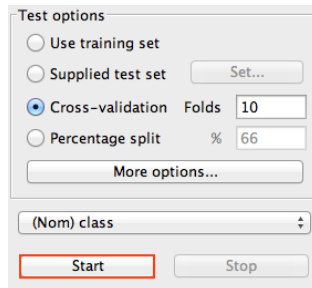 Test options
Use training set
Supplied test set Set...
Cross-validation Folds 10
Percentage split % 66
More options...
(Nom) class
Start Stop